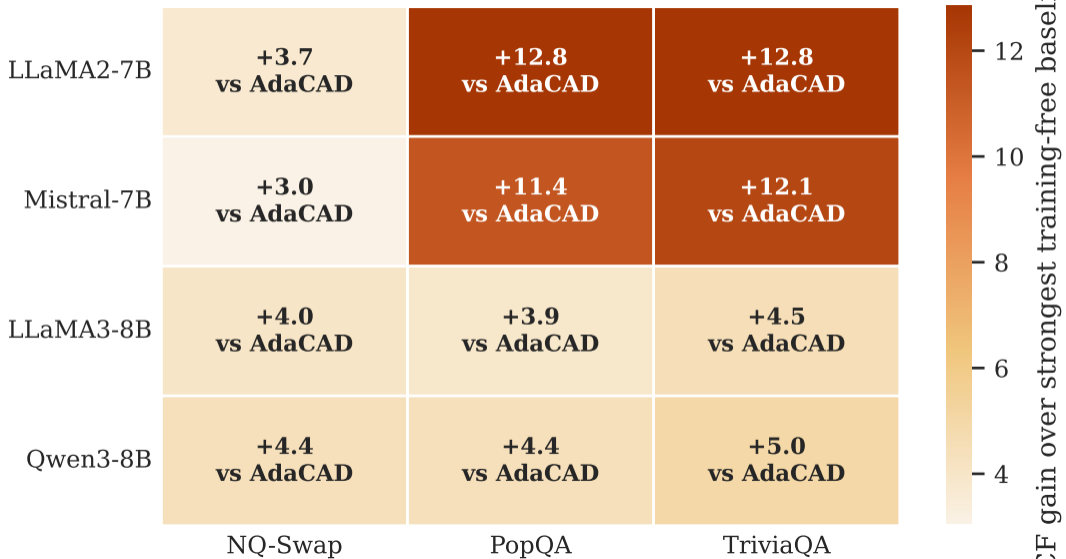 LLaMA2-7B
+3.7
vs AdaCAD
+12.8
vs AdaCAD
+12.8
vs AdaCAD
Mistral-7B
+3.0
vs AdaCAD
+11.4
vs AdaCAD
+12.1
vs AdaCAD
LLaMA3-8B
+4.0
vs AdaCAD
+3.9
vs AdaCAD
+4.5
vs AdaCAD
Qwen3-8B
+4.4
vs AdaCAD
+4.4
vs AdaCAD
+5.0
vs AdaCAD
NQ-Swap
PopQA
TriviaQA
12
10
8
6
4
gain over strongest training-free